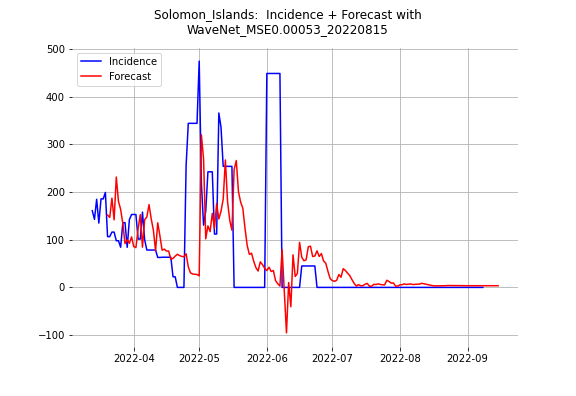 Solomon_Islands:  Incidence + Forecast with
WaveNet_MSE0.00053_20220815
500
400
300
200
100
0
−100
Incidence
Forecast
2022-04 2022-05 2022-06 2022-07 2022-08 2022-09